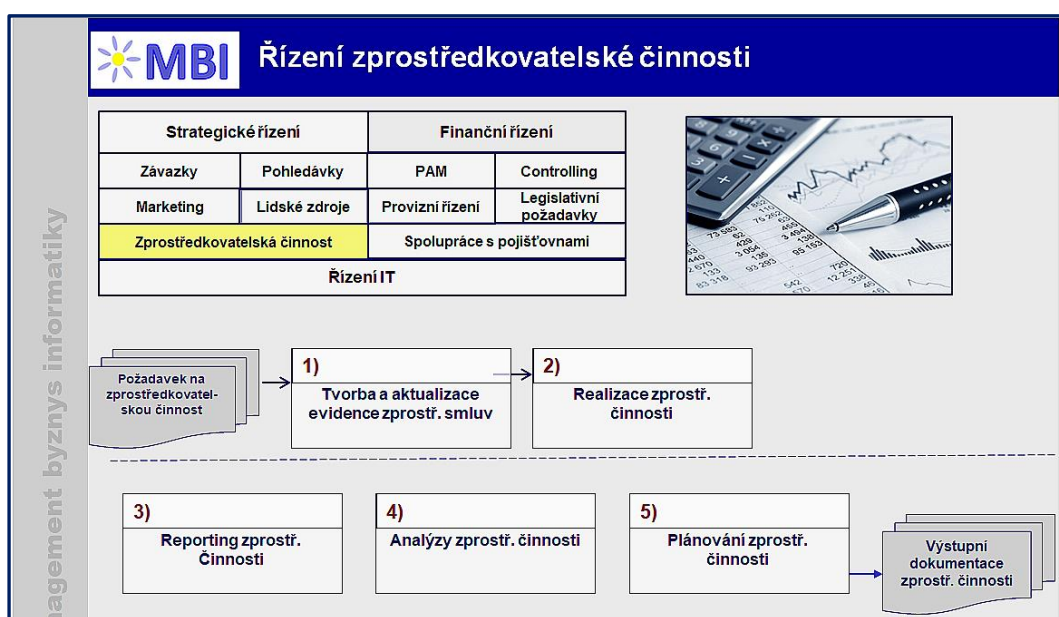 MBI
Řízení zprostředkovatelské činnosti
Strategické řízení
Finanční řízení
Závazky
Pohledávky
PAM
Controlling
Marketing
Lidské zdroje
Provizní řízení
Legislativní
požadavky
Zprostředkovatelská činnost
Spolupráce s pojišťovnami
Řízení IT
byznys informatiky
Požadavek na
zprostředkovatel-
skou činnost
1)
Tvorba a aktualizace
evidence zprostř. smluv
2)
Realizace zprostř.
činnosti
3)
Reporting zprostř.
Činnosti
4)
Analýzy zprostř. činnosti
5)
Plánování zprostř.
činnosti
Výstupní
dokumentace
zprostř. činnosti